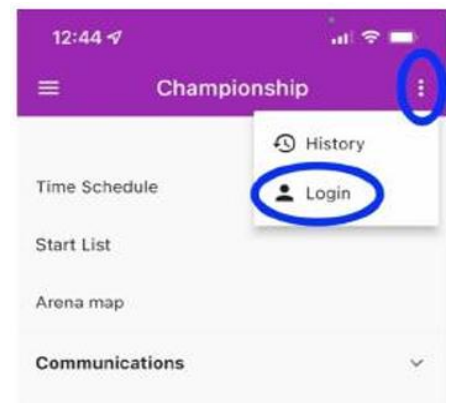 12:44
Championship
History
Time Schedule
Login
Start List
Arena map
Communications